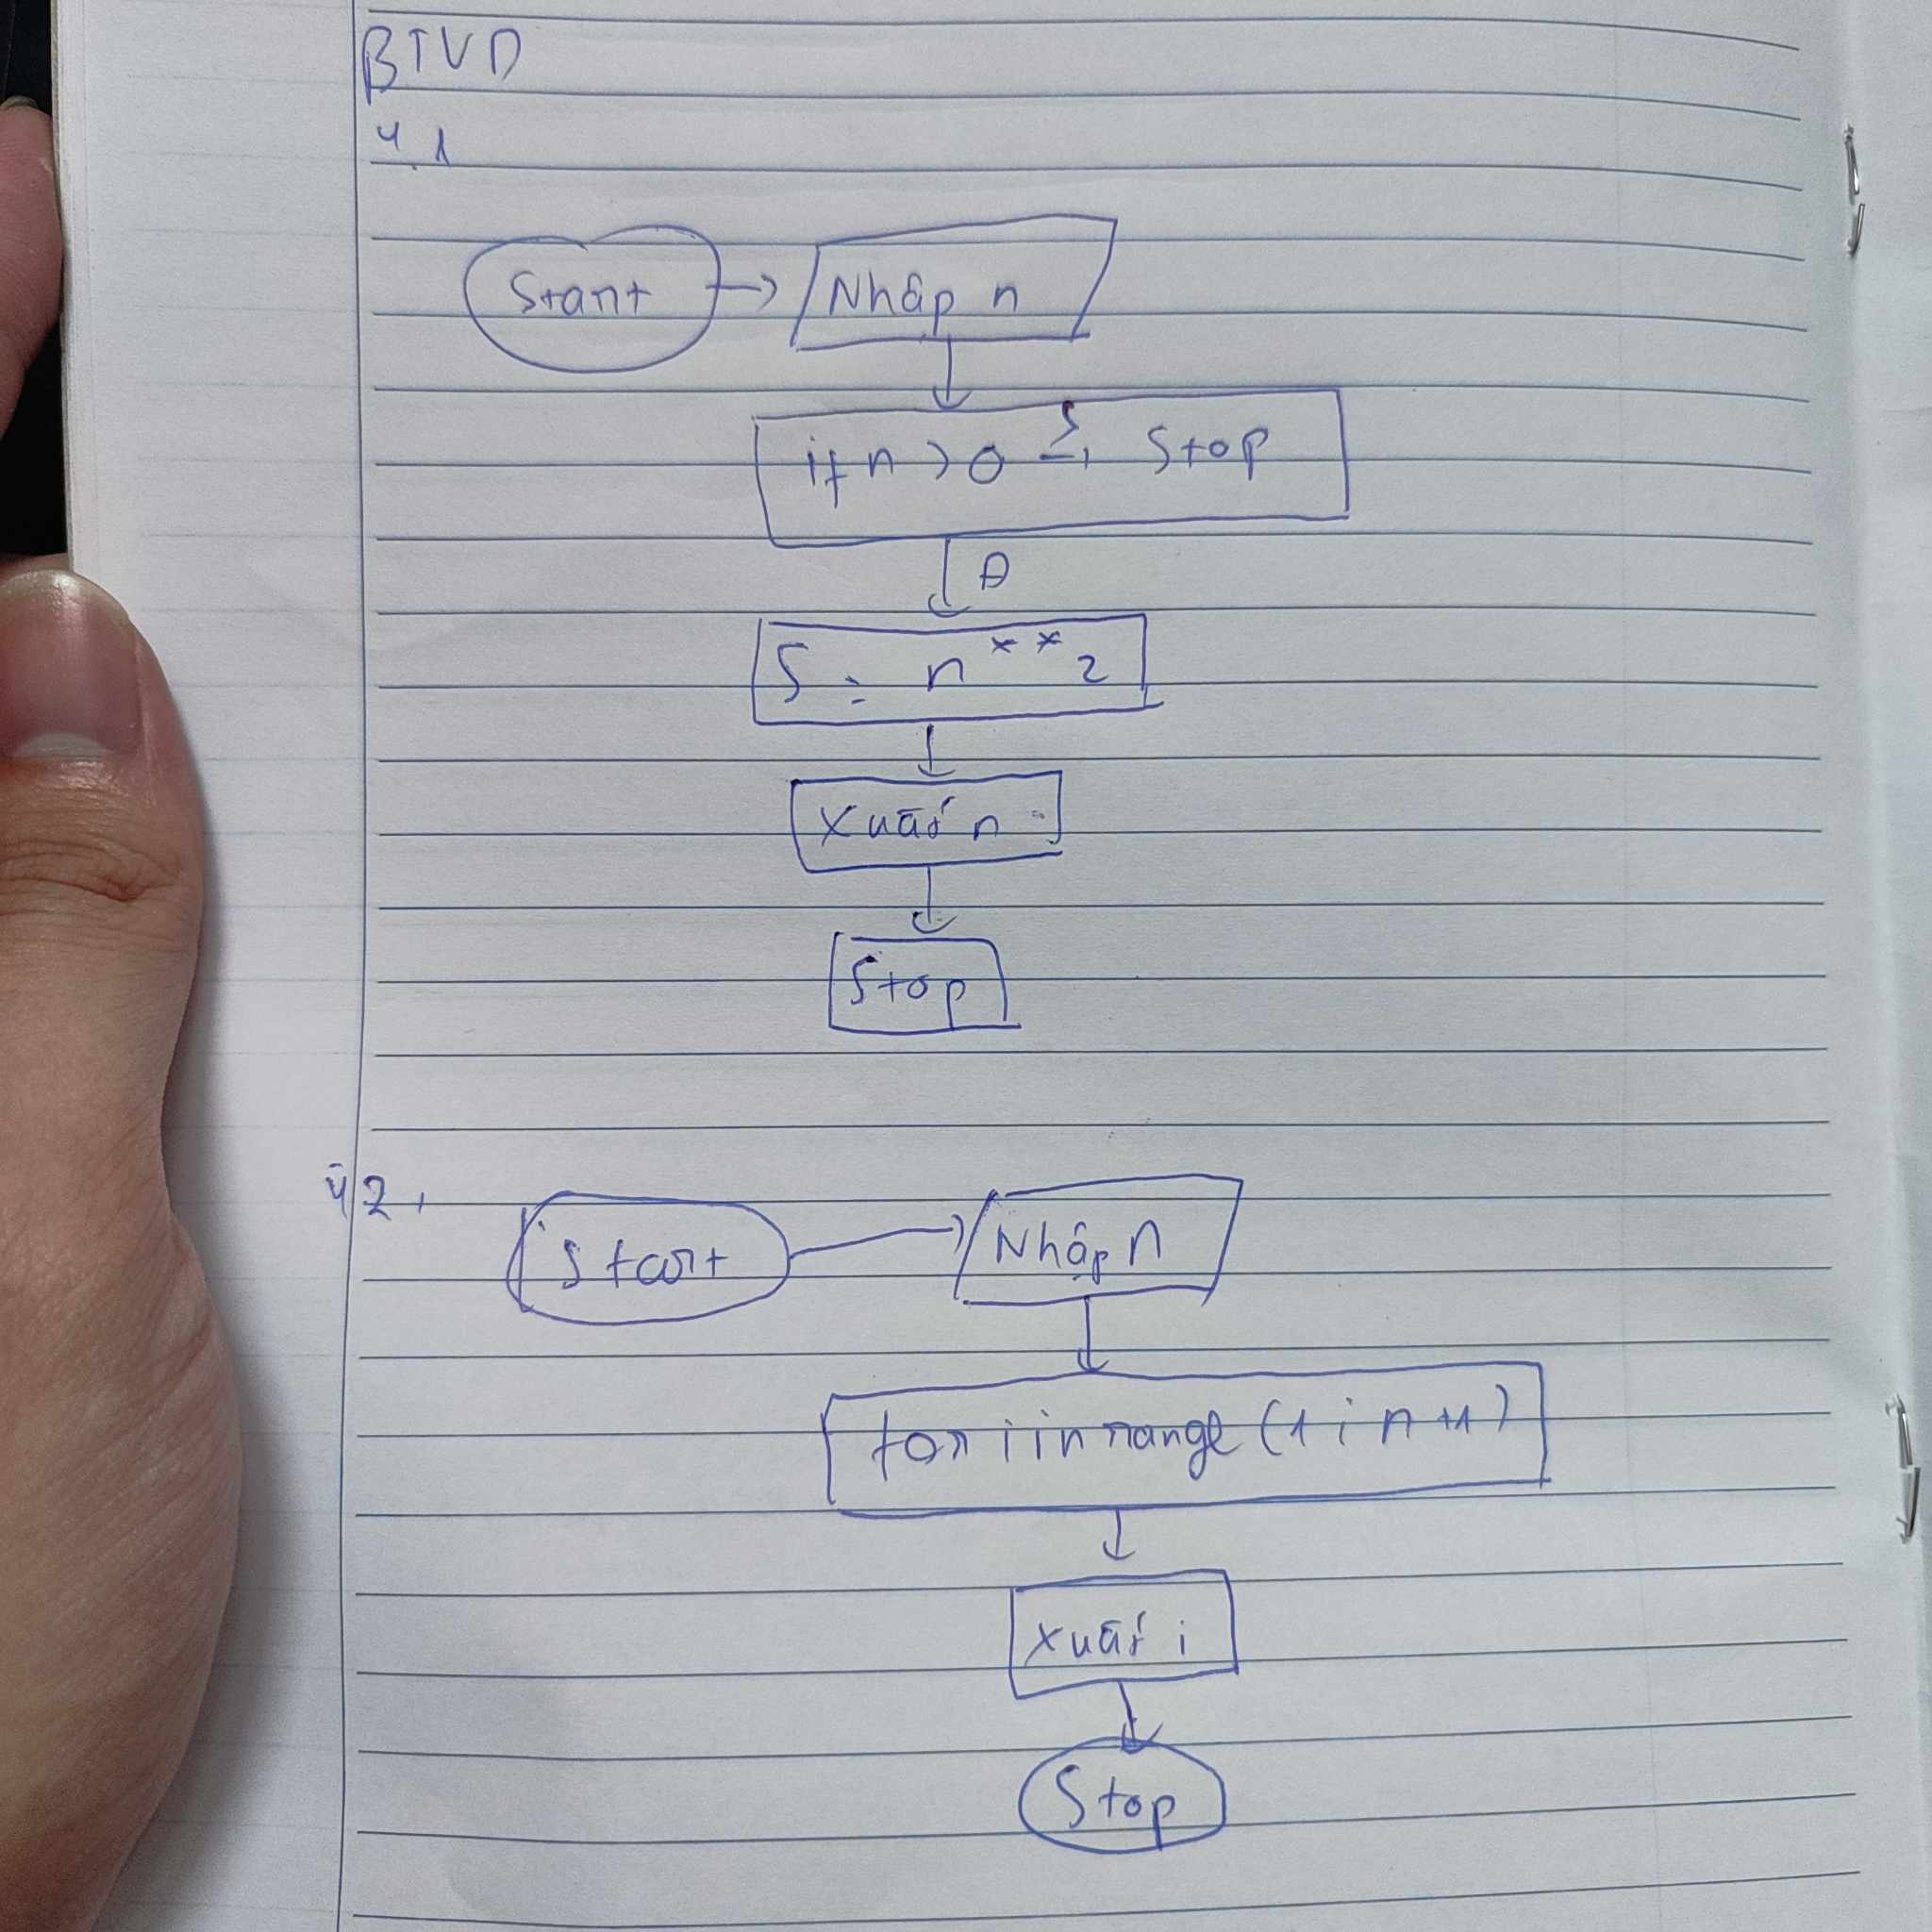 BTVD
4.1
Start → Nhập n
if n > 0 S→ Stop
Đ
S = n**2
Xuất n
Stop
4.2.
Start → Nhập n
for i in range (1; n+1)
Xuất i
Stop